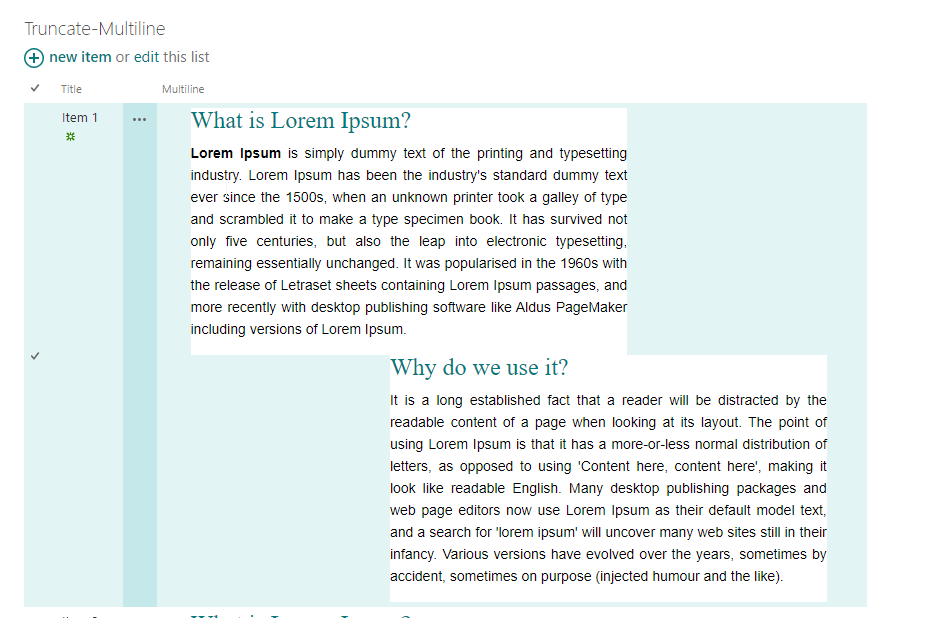 Truncate-Multiline
new item or edit this list
Title Multiline
Item 1 ... What is Lorem Ipsum?
Lorem Ipsum is simply dummy text of the printing and typesetting
industry. Lorem Ipsum has been the industry's standard dummy text
ever since the 1500s, when an unknown printer took a galley of type
and scrambled it to make a type specimen book. It has survived not
only five centuries, but also the leap into electronic typesetting,
remaining essentially unchanged. It was popularised in the 1960s with
the release of Letraset sheets containing Lorem Ipsum passages, and
more recently with desktop publishing software like Aldus PageMaker
including versions of Lorem Ipsum.
Why do we use it?
It is a long established fact that a reader will be distracted by the
readable content of a page when looking at its layout. The point of
using Lorem Ipsum is that it has a more-or-less normal distribution of
letters, as opposed to using 'Content here, content here', making it
look like readable English. Many desktop publishing packages and
web page editors now use Lorem Ipsum as their default model text,
and a search for 'lorem ipsum' will uncover many web sites still in their
infancy. Various versions have evolved over the years, sometimes by
accident, sometimes on purpose (injected humour and the like).